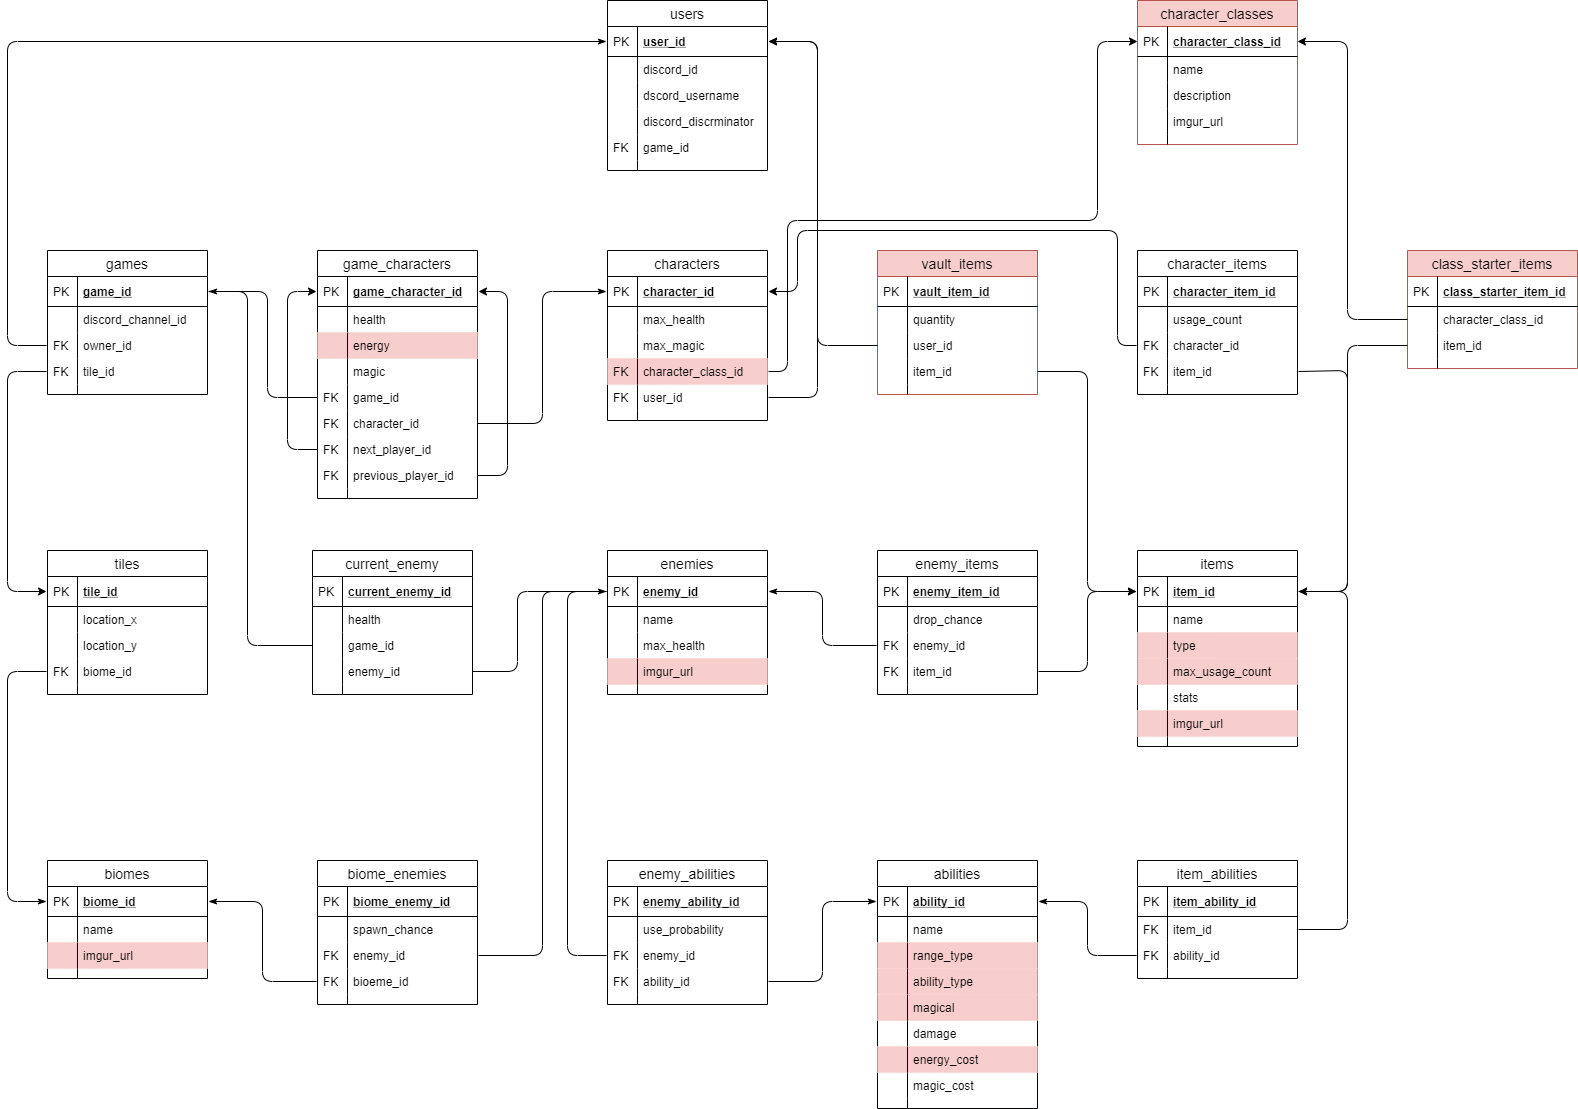 users
PK user_id
discord_id
dscord_username
discord_discrminator
FK game_id
character_classes
PK character_class_id
name
description
imgur_url
games
PK game_id
discord_channel_id
FK owner_id
FK tile_id
game_characters
PK game_character_id
health
energy
magic
FK game_id
FK character_id
FK next_player_id
FK previous_player_id
characters
PK character_id
max_health
max_magic
FK character_class_id
FK user_id
vault_items
PK vault_item_id
quantity
user_id
item_id
character_items
PK character_item_id
usage_count
FK character_id
FK item_id
class_starter_items
PK class_starter_item_id
character_class_id
item_id
tiles
PK tile_id
location_x
location_y
FK biome_id
current_enemy
PK current_enemy_id
health
game_id
enemy_id
enemies
PK enemy_id
name
max_health
imgur_url
enemy_items
PK enemy_item_id
drop_chance
FK enemy_id
FK item_id
items
PK item_id
name
type
max_usage_count
stats
imgur_url
biomes
PK biome_id
name
imgur_url
biome_enemies
PK biome_enemy_id
spawn_chance
FK enemy_id
FK bioeme_id
enemy_abilities
PK enemy_ability_id
use_probability
FK enemy_id
FK ability_id
abilities
PK ability_id
name
range_type
ability_type
magical
damage
energy_cost
magic_cost
item_abilities
PK item_ability_id
FK item_id
FK ability_id